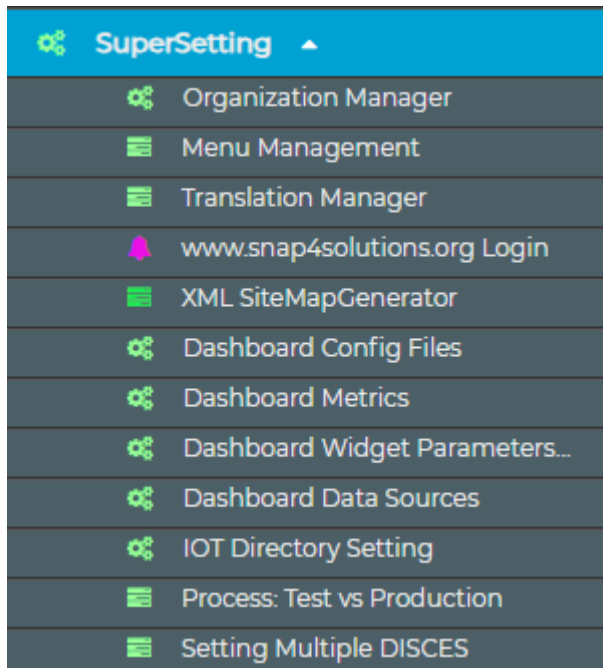 SuperSetting
Organization Manager
Menu Management
Translation Manager
www.snap4solutions.org Login
XML SiteMapGenerator
Dashboard Config Files
Dashboard Metrics
Dashboard Widget Parameters...
Dashboard Data Sources
IOT Directory Setting
Process: Test vs Production
Setting Multiple DISCES